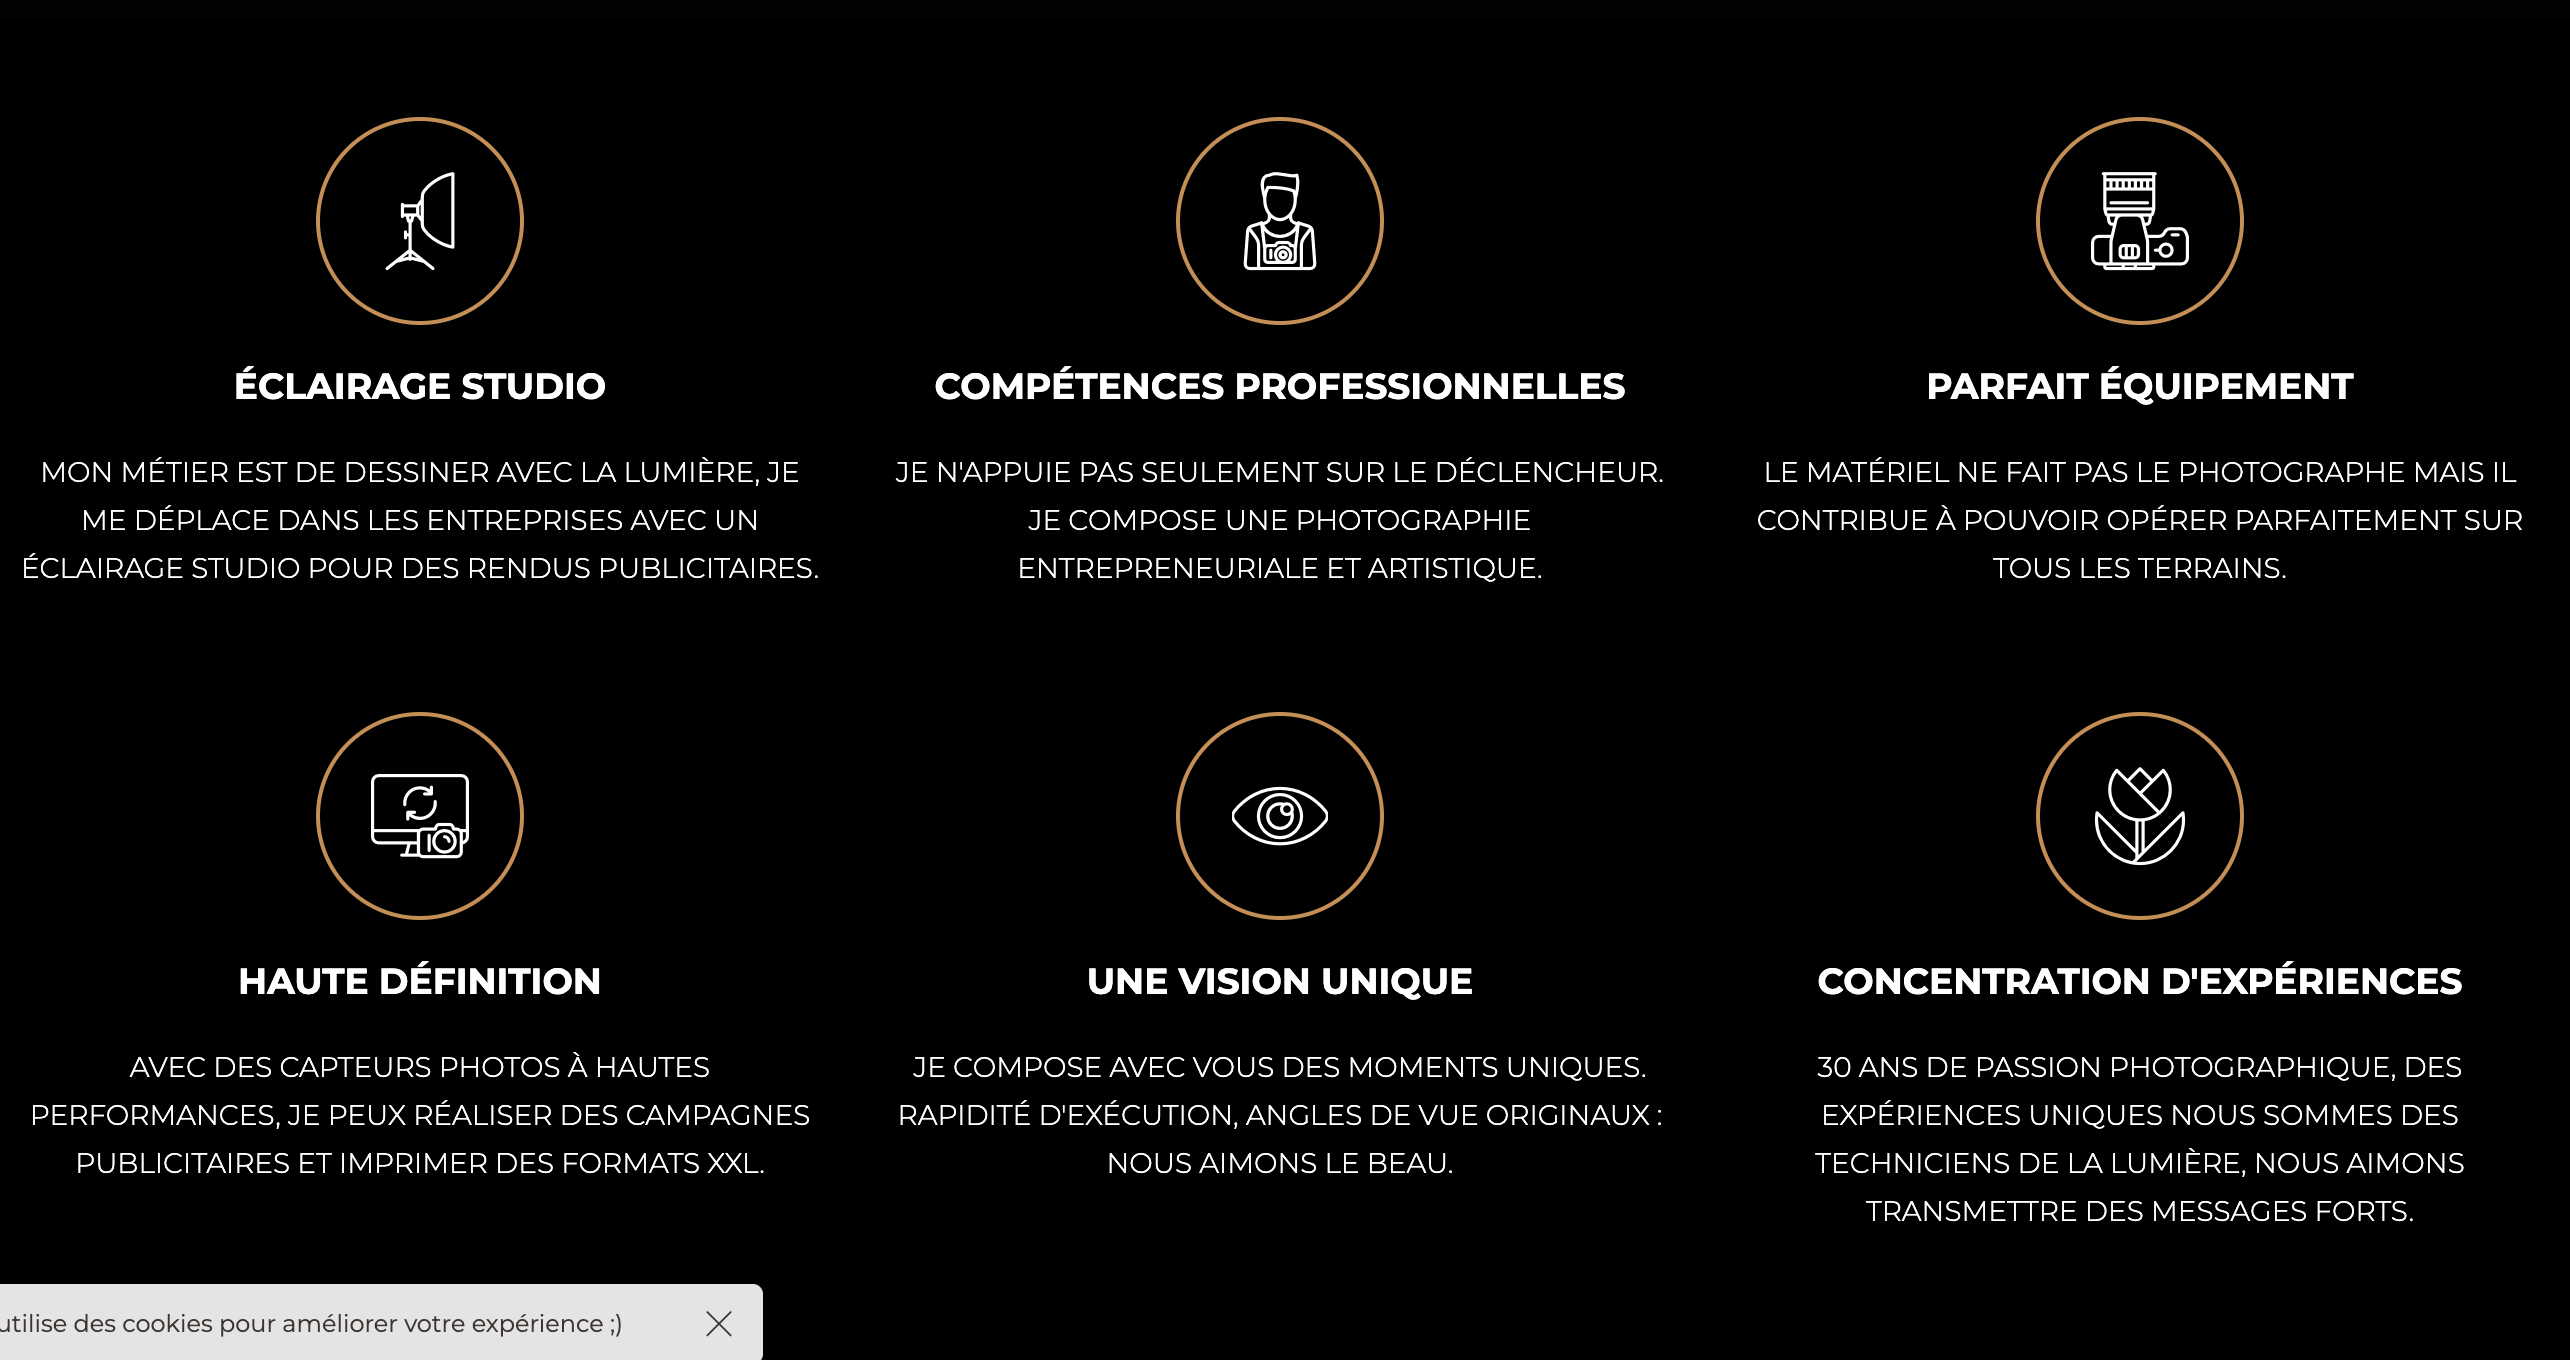 ÉCLAIRAGE STUDIO
MON MÉTIER EST DE DESSINER AVEC LA LUMIÈRE, JE
ME DÉPLACE DANS LES ENTREPRISES AVEC UN
ÉCLAIRAGE STUDIO POUR DES RENDUS PUBLICITAIRES.
COMPÉTENCES PROFESSIONNELLES
JE N'APPUIE PAS SEULEMENT SUR LE DÉCLENCHEUR.
JE COMPOSE UNE PHOTOGRAPHIE
ENTREPRENEURIALE ET ARTISTIQUE.
PARFAIT ÉQUIPEMENT
LE MATÉRIEL NE FAIT PAS LE PHOTOGRAPHE MAIS IL
CONTRIBUE À POUVOIR OPÉRER PARFAITEMENT SUR
TOUS LES TERRAINS.
HAUTE DÉFINITION
AVEC DES CAPTEURS PHOTOS À HAUTES
PERFORMANCES, JE PEUX RÉALISER DES CAMPAGNES
PUBLICITAIRES ET IMPRIMER DES FORMATS XXL.
UNE VISION UNIQUE
JE COMPOSE AVEC VOUS DES MOMENTS UNIQUES.
RAPIDITÉ D'EXÉCUTION, ANGLES DE VUE ORIGINAUX :
NOUS AIMONS LE BEAU.
CONCENTRATION D'EXPÉRIENCES
30 ANS DE PASSION PHOTOGRAPHIQUE, DES
EXPÉRIENCES UNIQUES NOUS SOMMES DES
TECHNICIENS DE LA LUMIÈRE, NOUS AIMONS
TRANSMETTRE DES MESSAGES FORTS.
utilise des cookies pour améliorer votre expérience ;)